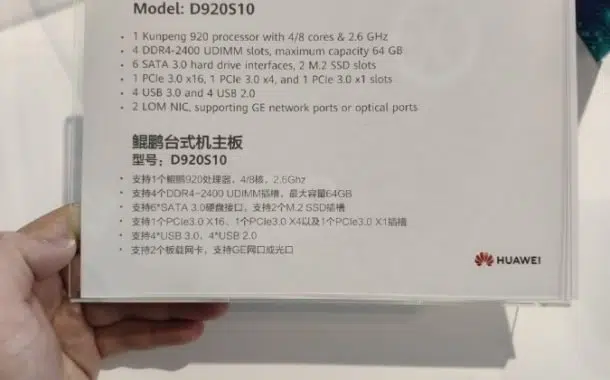 Model: D920S10
• 1 Kunpeng 920 processor with 4/8 cores & 2.6 GHz
• 4 DDR4-2400 UDIMM slots, maximum capacity 64 GB
• 6 SATA 3.0 hard drive interfaces, 2 M.2 SSD slots
• 1 PCIe 3.0 x16, 1 PCIe 3.0 x4, and 1 PCIe 3.0 x1 slots
• 4 USB 3.0 and 4 USB 2.0
• 2 LOM NIC, supporting GE network ports or optical ports
鲲鹏台式机主板
型号：D920S10
• 支持1个鲲鹏920处理器，4/8核，2.6Ghz
• 支持4个DDR4-2400 UDIMM插槽，最大容量64GB
• 支持6*SATA 3.0硬盘接口，支持2个M.2 SSD插槽
• 支持1个PCIe3.0 X16、1个PCIe3.0 X4以及1个PCIe3.0 X1插槽
• 支持4*USB 3.0、4*USB 2.0
• 支持2个板载网卡，支持GE网口或光口
HUAWEI